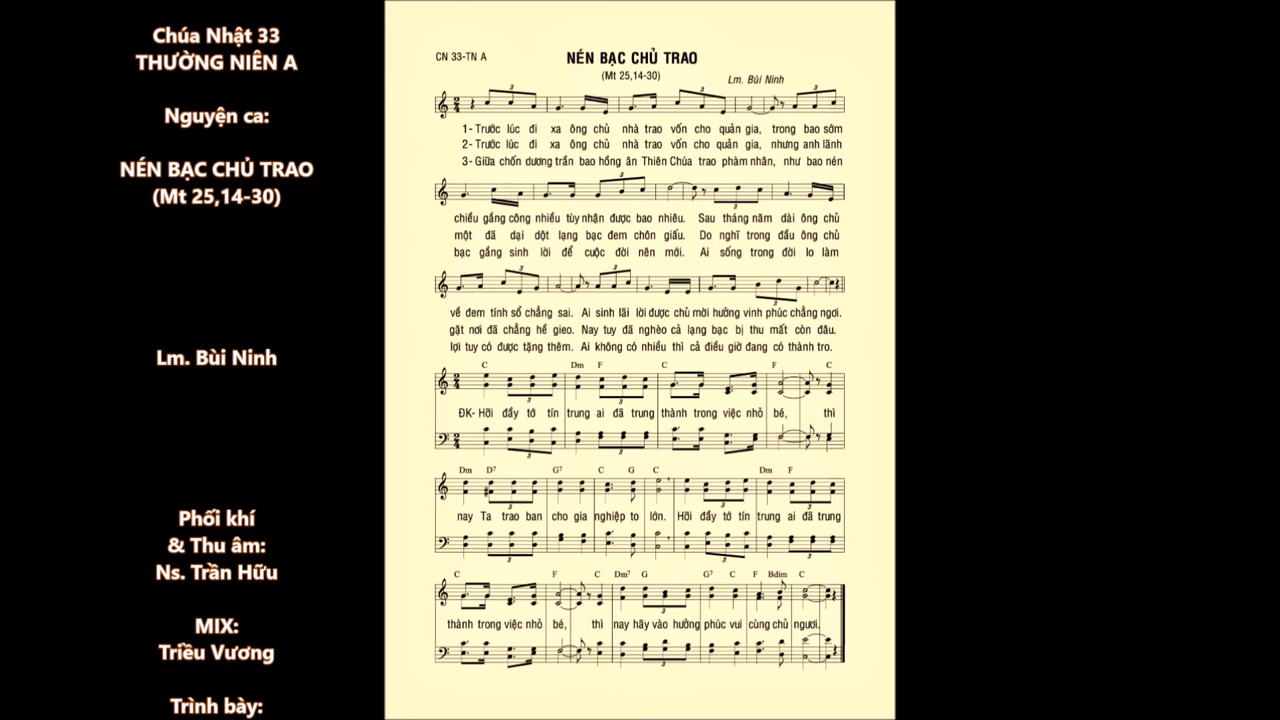 Chúa Nhật 33
THƯỜNG NIÊN A
Nguyện ca:
NÉN BẠC CHỦ TRAO
(Mt 25,14-30)
Lm. Bùi Ninh
Phối khí
& Thu âm:
Ns. Trần Hữu
MIX:
Triều Vương
Trình bày:
CN 33-TN A
NÉN BẠC CHỦ TRAO
(Mt 25,14-30)
Lm. Bùi Ninh
3 3 3
1- Trước lúc đi xa ông chủ nhà trao vốn cho quản gia, trong bao sớm
2- Trước lúc đi xa ông chủ nhà trao vốn cho quản gia, nhưng anh lãnh
3- Giữa chốn dương trần bao hồng ân Thiên Chúa trao phàm nhân, như bao nén
3 3
chiều gắng công nhiều tùy nhận được bao nhiêu. Sau tháng năm dài ông chủ
một đã dại dột lạng bạc đem chôn giấu. Do nghĩ trong đầu ông chủ
bạc gắng sinh lời để cuộc đời nên mới. Ai sống trong đời lo làm
3 3 3
về đem tính sổ chẳng sai. Ai sinh lãi lời được chủ mời hưởng vinh phúc chẳng ngơi.
gặt nơi đã chẳng hề gieo. Nay tuy đã nghèo cả lạng bạc bị thu mất còn đâu.
lợi tuy có được tặng thêm. Ai không có nhiều thì cả điều giờ đang có thành tro.
C Dm F C F C
ĐK- Hỡi đầy tớ tín trung ai đã trung thành trong việc nhỏ bé, thì
Dm D7 G7 C G C Dm F
nay Ta trao ban cho gia nghiệp to lớn. Hỡi đầy tớ tín trung ai đã trung
C F C Dm7 G G7 C F Bdim C
thành trong việc nhỏ bé, thì nay hãy vào hưởng phúc vui cùng chủ ngươi.